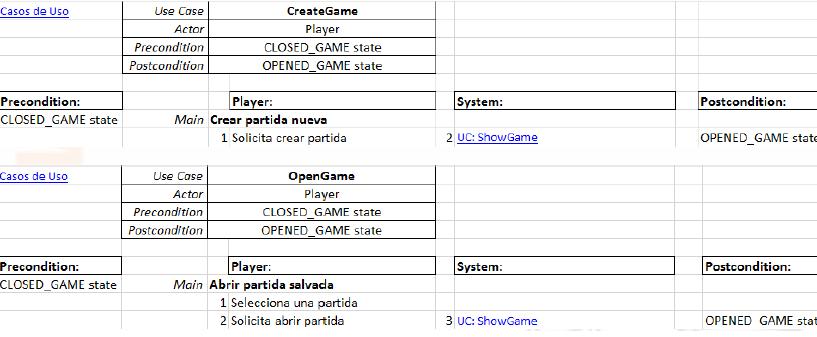 Casos de Uso Use Case CreateGame
Actor Player
Precondition CLOSED_GAME state
Postcondition OPENED_GAME state
Precondition: Player: System: Postcondition:
CLOSED_GAME state Main Crear partida nueva
1 Solicita crear partida 2 UC: ShowGame OPENED_GAME state
Casos de Uso Use Case OpenGame
Actor Player
Precondition CLOSED_GAME state
Postcondition OPENED_GAME state
Precondition: Player: System: Postcondition:
CLOSED_GAME state Main Abrir partida salvada
1 Selecciona una partida
2 Solicita abrir partida 3 UC: ShowGame OPENED_GAME stat